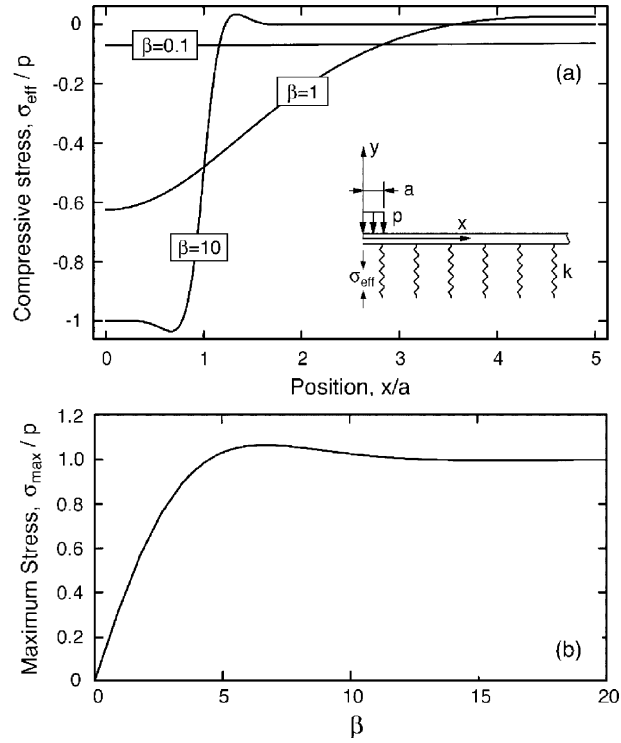 0
-0.2
-0.4
-0.6
-0.8
-1
Compressive stress, σeff / p
β=0.1
(a)
β=1
y
a
p
x
β=10
σeff
k
0 1 2 3 4 5
Position, x/a
1.2
1.0
0.8
0.6
0.4
0.2
0
Maximum Stress, σmax / p
(b)
0 5 10 15 20
β